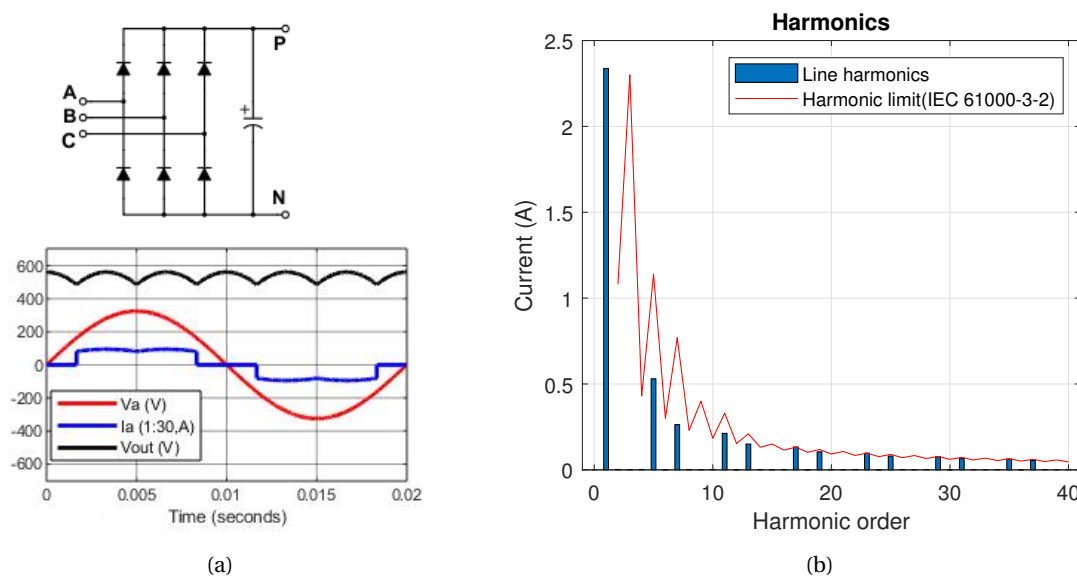 P
A
B
C
+
N
600
400
200
0
-200
-400
-600
Va (V)
Ia (1:30,A)
Vout (V)
0
0.005
0.01
0.015
0.02
Time (seconds)
(a)
Harmonics
2.5
2
1.5
1
0.5
0
Current (A)
Line harmonics
Harmonic limit(IEC 61000-3-2)
0
10
20
30
40
Harmonic order
(b)